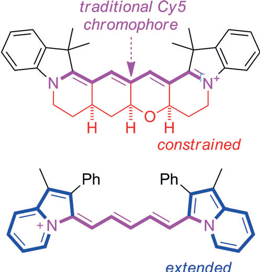 traditional Cy5
chromophore
N
N+
H
H
O
H
constrained
Ph
Ph
N+
N
extended